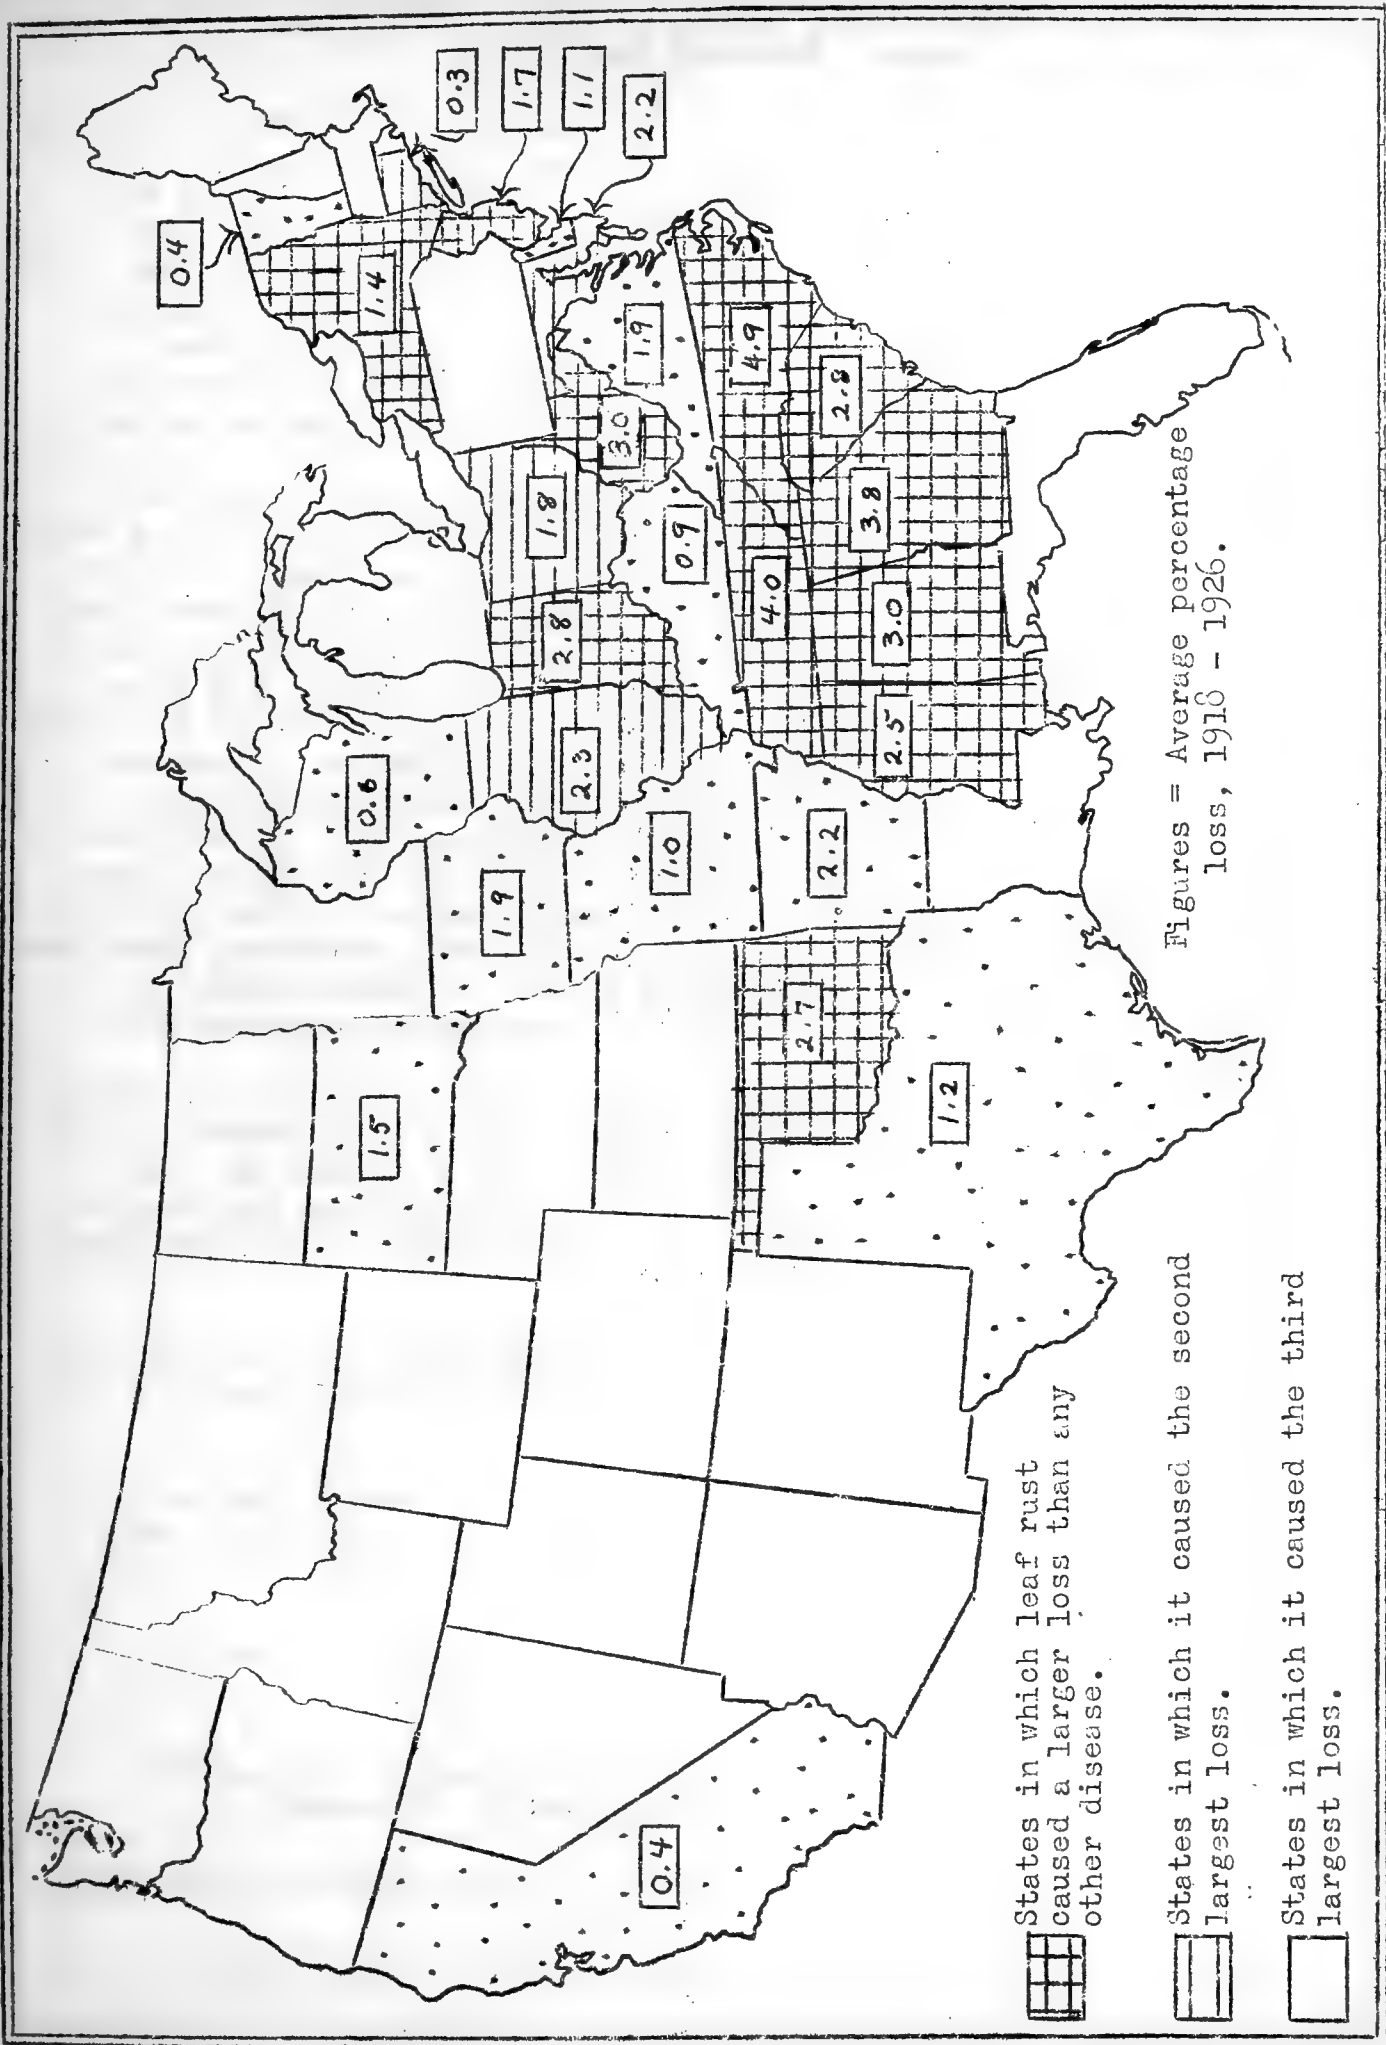 0.4
0.3
1.7
1.1
2.2
1.4
1.9
4.9
2.8
3.0
1.8
0.9
3.8
4.0
3.0
2.8
2.5
2.3
0.6
1.9
1.0
2.2
2.7
1.5
1.2
0.4
Figures = Average percentage
loss, 1918 - 1926.
States in which leaf rust
caused a larger loss than any
other disease.
States in which it caused the second
largest loss.
States in which it caused the third
largest loss.